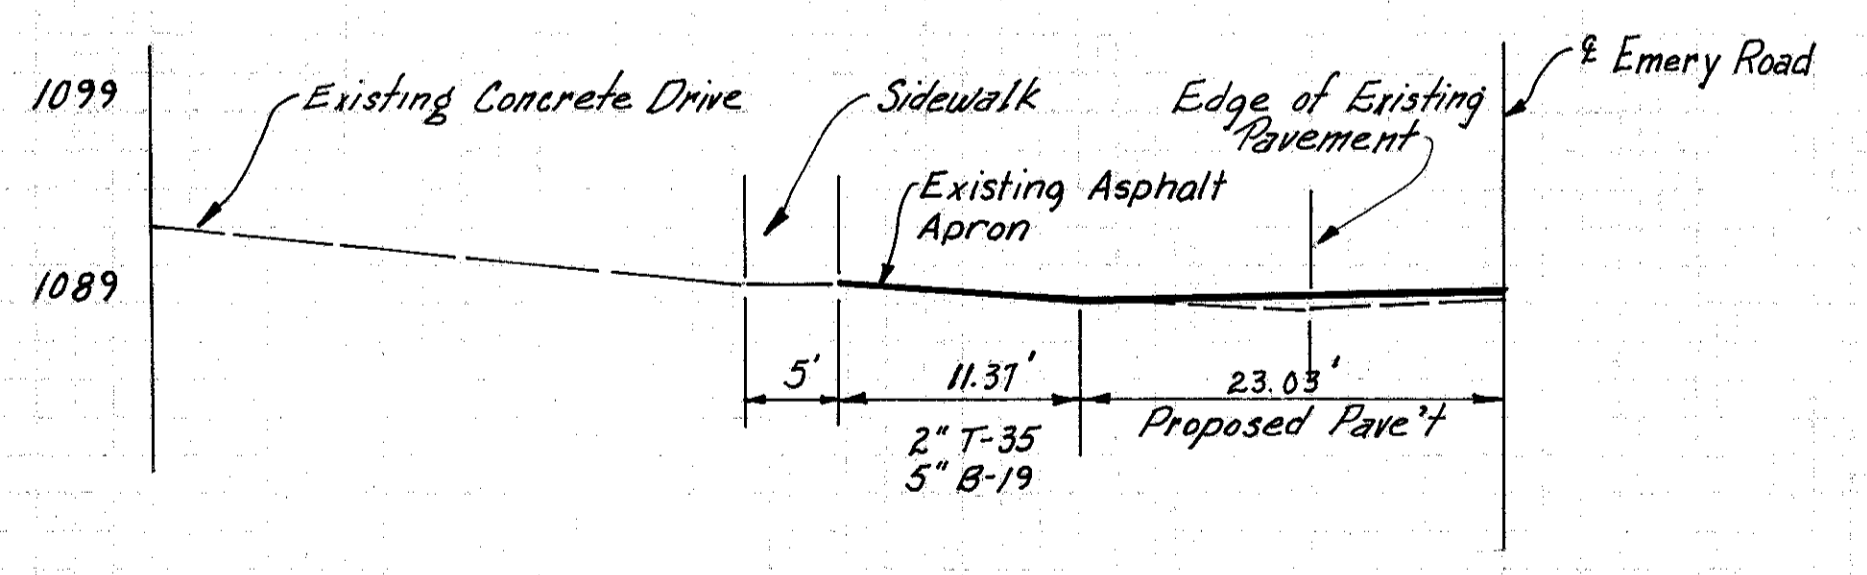 1099
Existing Concrete Drive
Sidewalk
Edge of Existing
Pavement
℄ Emery Road
Existing Asphalt
Apron
1089
5'
11.37'
23.03'
2" T-35
5" B-19
Proposed Pave't